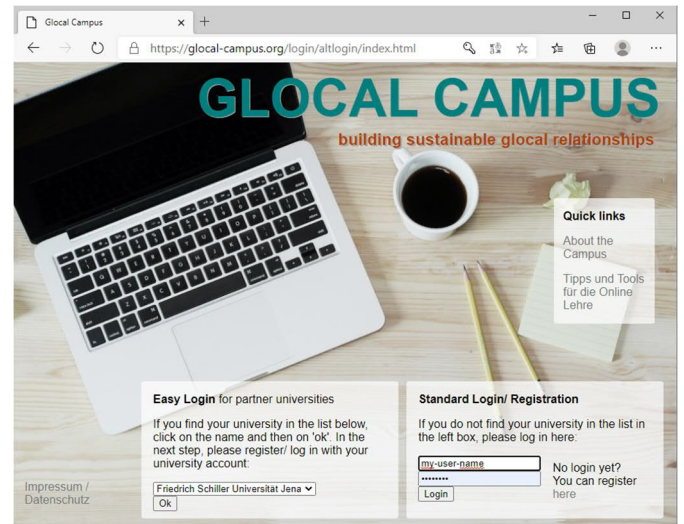 Glocal Campus
https://glocal-campus.org/login/altlogin/index.html
GLOCAL CAMPUS
building sustainable glocal relationships
Quick links
About the
Campus
Tipps und Tools
für die Online
Lehre
Easy Login for partner universities
If you find your university in the list below,
click on the name and then on 'ok'. In the
next step, please register/ log in with your
university account:
Friedrich Schiller Universität Jena
Ok
Standard Login/ Registration
If you do not find your university in the list in
the left box, please log in here:
my-user-name
••••••••
Login
No login yet?
You can register
here
Impressum /
Datenschutz